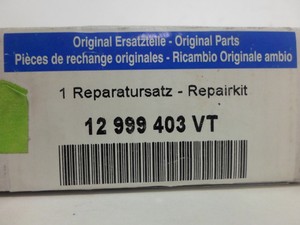 Original Ersatzteile - Original Parts
Pièces de rechange originales - Ricambio Originale ambio
1 Reparatursatz - Repairkit
12 999 403 VT